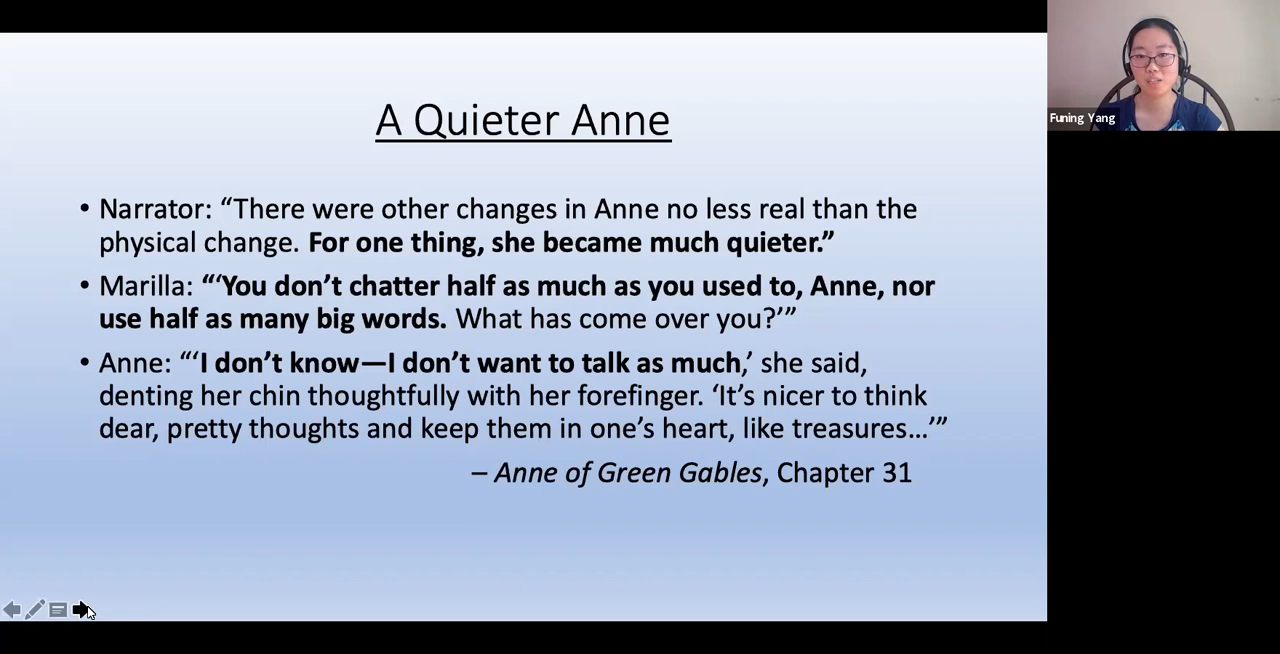 A Quieter Anne
• Narrator: “There were other changes in Anne no less real than the
physical change. For one thing, she became much quieter.”
• Marilla: “‘You don’t chatter half as much as you used to, Anne, nor
use half as many big words. What has come over you?’”
• Anne: “‘I don’t know—I don’t want to talk as much,’ she said,
denting her chin thoughtfully with her forefinger. ‘It’s nicer to think
dear, pretty thoughts and keep them in one’s heart, like treasures…’”
– Anne of Green Gables, Chapter 31
Funing Yang